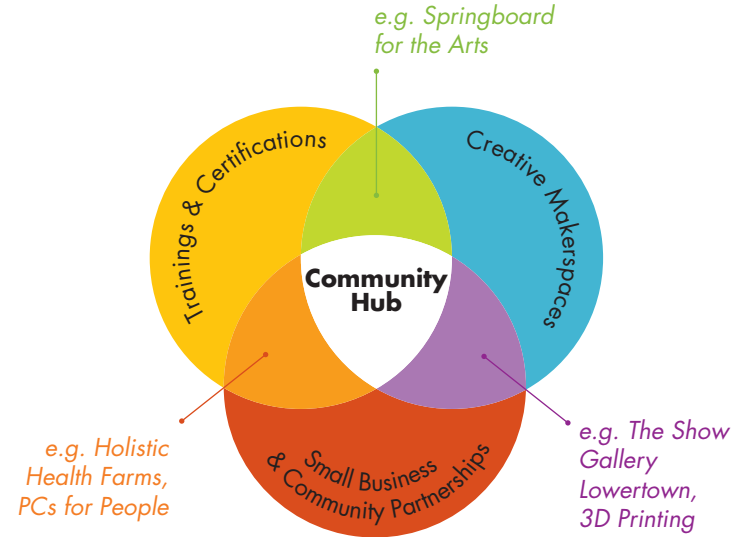 e.g. Springboard
for the Arts
Trainings & Certifications
Creative Makerspaces
Community
Hub
Small Business
& Community Partnerships
e.g. Holistic
Health Farms,
PCs for People
e.g. The Show
Gallery
Lowertown,
3D Printing